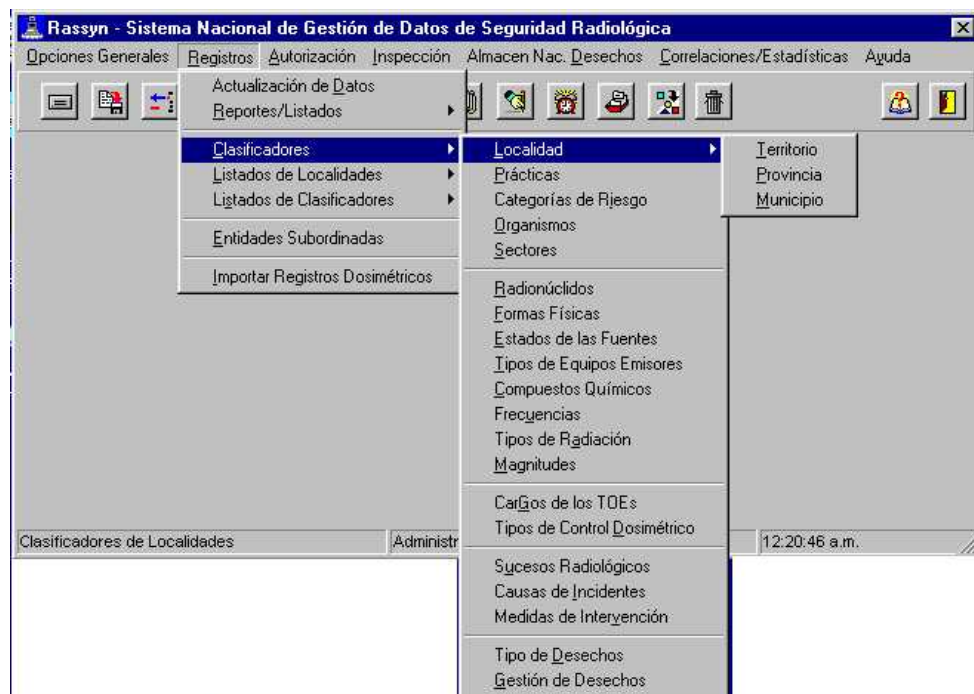 Rassyn - Sistema Nacional de Gestión de Datos de Seguridad Radiológica
Opciones Generales Registros Autorización Inspección Almacen Nac. Desechos Correlaciones/Estadísticas Ayuda
Actualización de Datos
Reportes/Listados
Clasificadores
Listados de Localidades
Listados de Clasificadores
Entidades Subordinadas
Importar Registros Dosimétricos
Localidad
Prácticas
Categorías de Riesgo
Organismos
Sectores
Radionúclidos
Formas Físicas
Estados de las Fuentes
Tipos de Equipos Emisores
Compuestos Químicos
Frecuencias
Tipos de Radiación
Magnitudes
CarGos de los TOEs
Tipos de Control Dosimétrico
Sucesos Radiológicos
Causas de Incidentes
Medidas de Intervención
Tipo de Desechos
Gestión de Desechos
Territorio
Provincia
Municipio
Clasificadores de Localidades Administr 12:20:46 a.m.